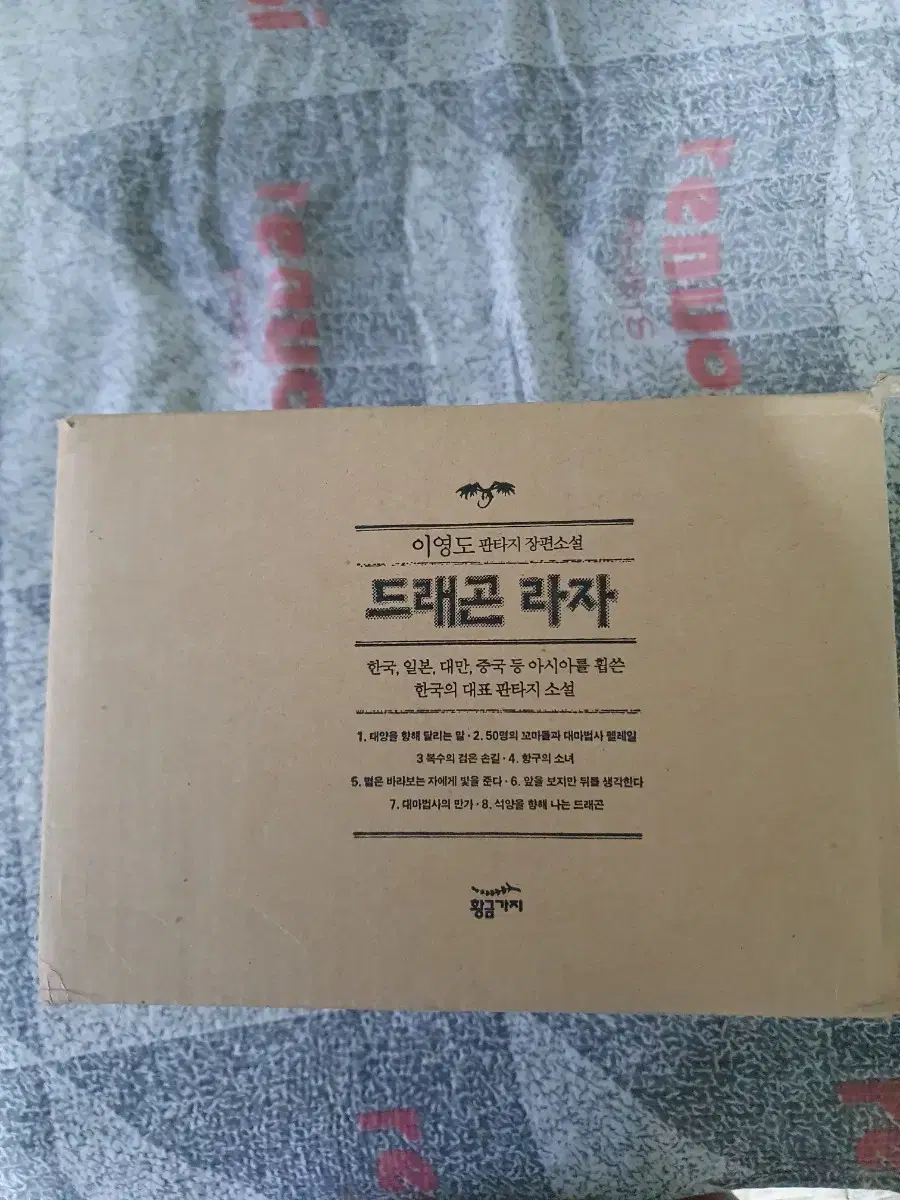 이영도 판타지 장편소설
드래곤 라자
한국, 일본, 대만, 중국 등 아시아를 휩쓴
한국의 대표 판타지 소설
1. 태양을 향해 달리는 말 · 2. 50명의 꼬마들과 대마법사 펠레일
3 복수의 검은 손길 · 4. 항구의 소녀
5. 별은 바라보는 자에게 빛을 준다 · 6. 앞을 보지만 뒤를 생각한다
7. 대마법사의 만가 · 8. 석양을 향해 나는 드래곤
황금가지